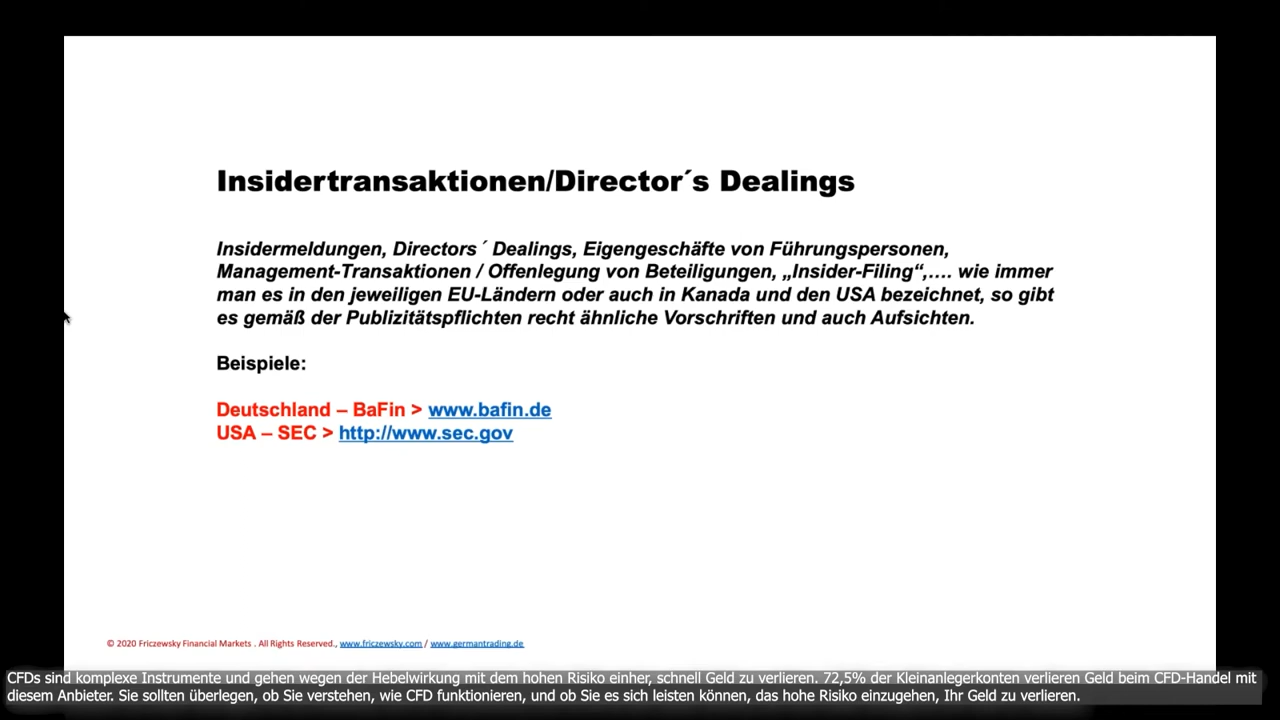 Insidertransaktionen/Director´s Dealings
Insidermeldungen, Directors ´ Dealings, Eigengeschäfte von Führungspersonen,
Management-Transaktionen / Offenlegung von Beteiligungen, „Insider-Filing“,…. wie immer
man es in den jeweiligen EU-Ländern oder auch in Kanada und den USA bezeichnet, so gibt
es gemäß der Publizitätspflichten recht ähnliche Vorschriften und auch Aufsichten.
Beispiele:
Deutschland – BaFin > www.bafin.de
USA – SEC > http://www.sec.gov
© 2020 Friczewsky Financial Markets . All Rights Reserved., www.friczewsky.com / www.germantrading.de
CFDs sind komplexe Instrumente und gehen wegen der Hebelwirkung mit dem hohen Risiko einher, schnell Geld zu verlieren. 72,5% der Kleinanlegerkonten verlieren Geld beim CFD-Handel mit
diesem Anbieter. Sie sollten überlegen, ob Sie verstehen, wie CFD funktionieren, und ob Sie es sich leisten können, das hohe Risiko einzugehen, Ihr Geld zu verlieren.